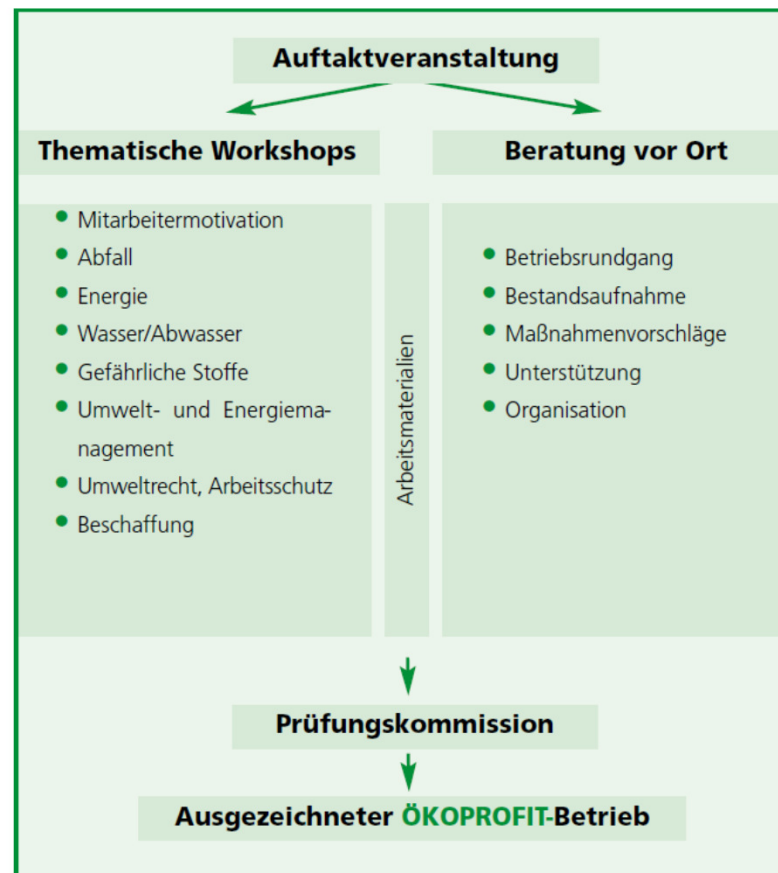 Auftaktveranstaltung
Thematische Workshops
• Mitarbeitermotivation
• Abfall
• Energie
• Wasser/Abwasser
• Gefährliche Stoffe
• Umwelt- und Energiema-
nagement
• Umweltrecht, Arbeitsschutz
• Beschaffung
Arbeitsmaterialien
Beratung vor Ort
• Betriebsrundgang
• Bestandsaufnahme
• Maßnahmenvorschläge
• Unterstützung
• Organisation
Prüfungskommission
Ausgezeichneter ÖKOPROFIT-Betrieb